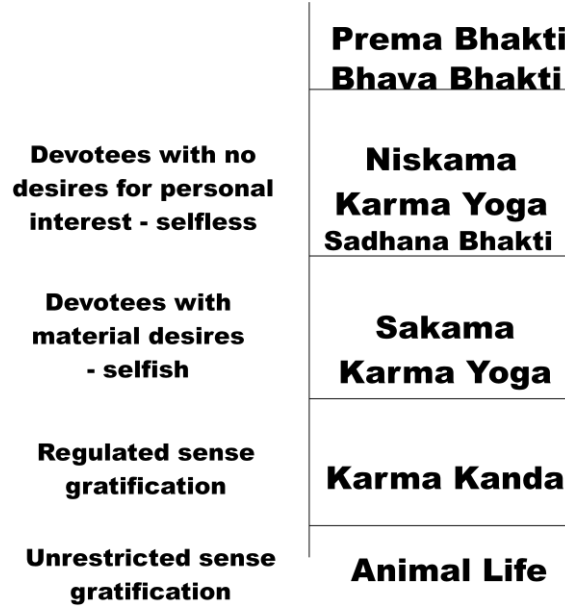 Prema Bhakti
Bhava Bhakti
Devotees with no
desires for personal
interest - selfless
Niskama
Karma Yoga
Sadhana Bhakti
Devotees with
material desires
- selfish
Sakama
Karma Yoga
Regulated sense
gratification
Karma Kanda
Unrestricted sense
gratification
Animal Life